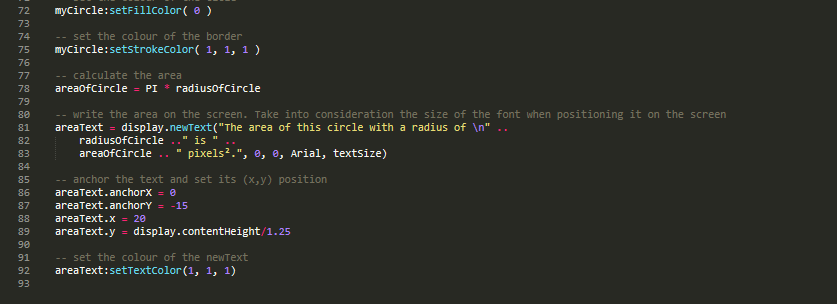 72 myCircle:setFillColor( 0 )
73
74 -- set the colour of the border
75 myCircle:setStrokeColor( 1, 1, 1 )
76
77 -- calculate the area
78 areaOfCircle = PI * radiusOfCircle
79
80 -- write the area on the screen. Take into consideration the size of the font when positioning it on the screen
81 areaText = display.newText("The area of this circle with a radius of \n" ..
82 radiusOfCircle .." is " ..
83 areaOfCircle .. " pixels².", 0, 0, Arial, textSize)
84
85 -- anchor the text and set its (x,y) position
86 areaText.anchorX = 0
87 areaText.anchorY = -15
88 areaText.x = 20
89 areaText.y = display.contentHeight/1.25
90
91 -- set the colour of the newText
92 areaText:setTextColor(1, 1, 1)
93